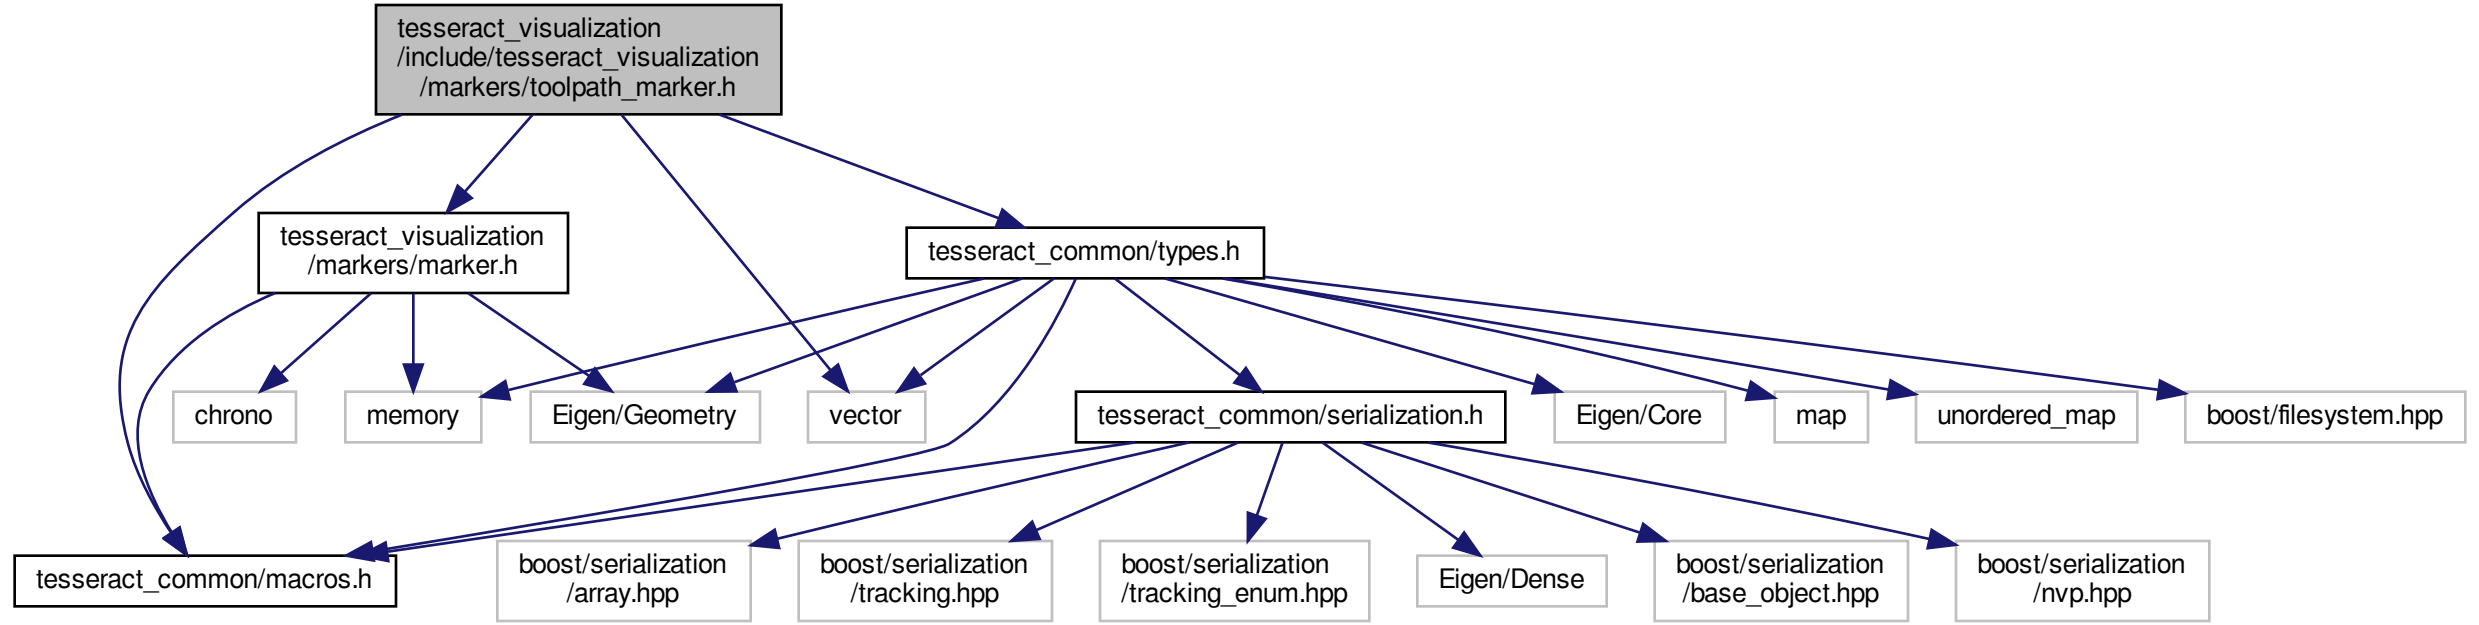 tesseract_visualization
/include/tesseract_visualization
/markers/toolpath_marker.h
tesseract_visualization
/markers/marker.h
tesseract_common/types.h
chrono
memory
Eigen/Geometry
vector
tesseract_common/serialization.h
Eigen/Core
map
unordered_map
boost/filesystem.hpp
tesseract_common/macros.h
boost/serialization
/array.hpp
boost/serialization
/tracking.hpp
boost/serialization
/tracking_enum.hpp
Eigen/Dense
boost/serialization
/base_object.hpp
boost/serialization
/nvp.hpp